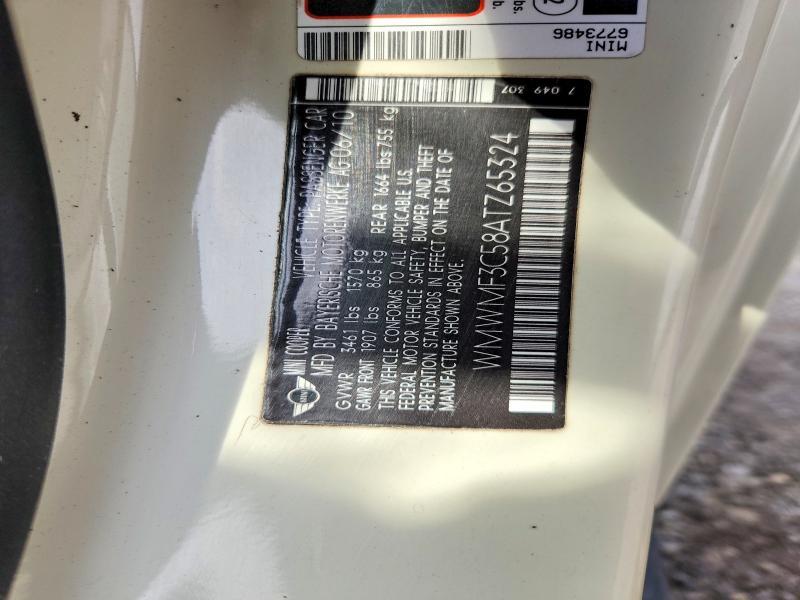 MINI
6773486
7 049 307
MINI COOPER VEHICLE TYPE: PASSENGER CAR
MFD BY BAYERISCHE MOTORENWERKE AG 06/10
GVWR 3461 lbs 1570 kg
GAWR FRONT 1901 lbs 865 kg REAR 1664 lbs 755 kg
THIS VEHICLE CONFORMS TO ALL APPLICABLE U.S.
FEDERAL MOTOR VEHICLE SAFETY, BUMPER AND THEFT
PREVENTION STANDARDS IN EFFECT ON THE DATE OF
MANUFACTURE SHOWN ABOVE.
WMWMF3C58ATZ65324